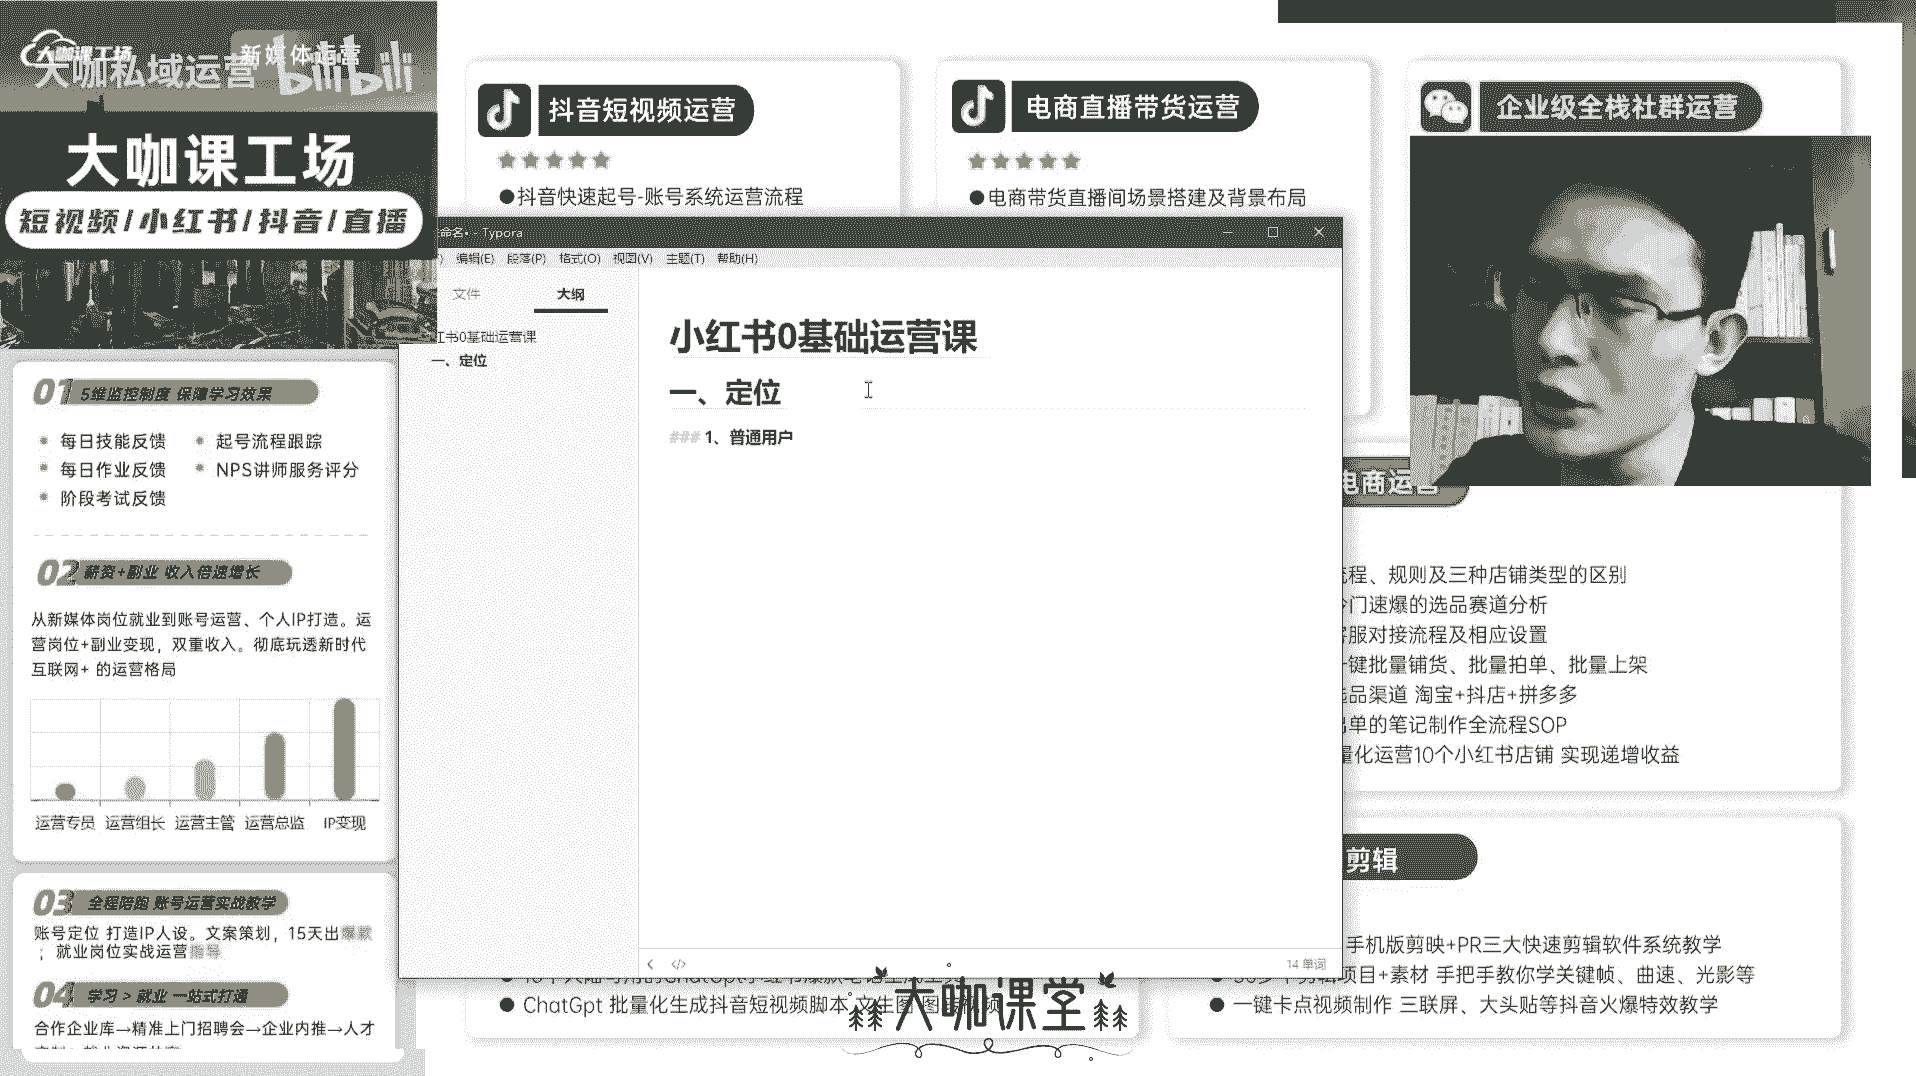 大咖课工场
新媒体运营
大咖私域运营
bilibili
大咖课工场
短视频/小红书/抖音/直播
01 5维监控制度 保障学习效果
每日技能反馈
起号流程跟踪
每日作业反馈
NPS讲师服务评分
阶段考试反馈
02 薪资+副业 收入倍速增长
从新媒体岗位就业到账号运营、个人IP打造。运
营岗位+副业变现，双重收入。彻底玩透新时代
互联网+ 的运营格局
运营专员 运营组长 运营主管 运营总监 IP变现
03 全程陪跑 账号运营实战教学
账号定位 打造IP人设。文案策划，15天出爆款
；就业岗位实战运营指导
04 学习 > 就业 一站式打通
合作企业库→精准上门招聘会→企业内推→人才
抖音短视频运营
●抖音快速起号-账号系统运营流程
电商直播带货运营
●电商带货直播间场景搭建及背景布局
企业级全栈社群运营
命名• - Typora
编辑(E) 段落(P) 格式(O) 视图(V) 主题(T) 帮助(H)
文件 大纲
红书0基础运营课
一、定位
小红书0基础运营课
一、定位
### 1、普通用户
14 单词
电商运营
流程、规则及三种店铺类型的区别
冷门速爆的选品赛道分析
客服对接流程及相应设置
一键批量铺货、批量拍单、批量上架
选品渠道 淘宝+抖店+拼多多
出单的笔记制作全流程SOP
量化运营10个小红书店铺 实现递增收益
剪辑
手机版剪映+PR三大快速剪辑软件系统教学
项目+素材 手把手教你学关键帧、曲速、光影等
● 一键卡点视频制作 三联屏、大头贴等抖音火爆特效教学
● ChatGpt 批量化生成抖音短视频脚本
大咖课堂